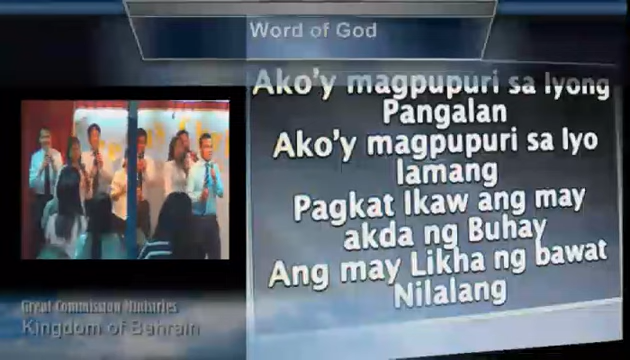 Word of God
Ako'y magpupuri sa Iyong
Pangalan
Ako'y magpupuri sa Iyo
lamang
Pagkat Ikaw ang may
akda ng Buhay
Ang may Likha ng bawat
Nilalang
Great Commission Ministries
Kingdom of Bahrain